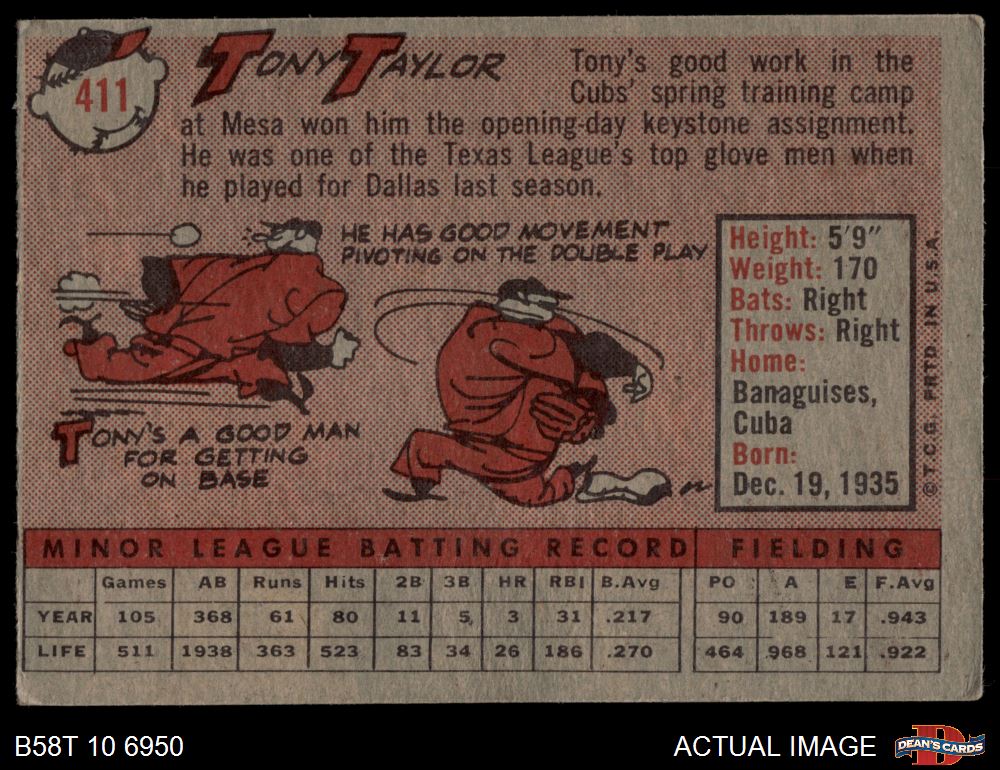 411
TONY TAYLOR
Tony's good work in the
Cubs' spring training camp
at Mesa won him the opening-day keystone assignment.
He was one of the Texas League's top glove men when
he played for Dallas last season.
HE HAS GOOD MOVEMENT
PIVOTING ON THE DOUBLE PLAY
TONY'S A GOOD MAN
FOR GETTING
ON BASE
Height: 5'9"
Weight: 170
Bats: Right
Throws: Right
Home:
Banaguises,
Cuba
Born:
Dec. 19, 1935
© T.C.G. PRTD IN U.S.A.
MINOR LEAGUE BATTING RECORD FIELDING
Games AB Runs Hits 2B 3B HR RBI B.Avg PO A E F.Avg
YEAR 105 368 61 80 11 5 3 31 .217 90 189 17 .943
LIFE 511 1938 363 523 83 34 26 186 .270 464 968 121 .922
B58T 10 6950
ACTUAL IMAGE
DEAN'S CARDS